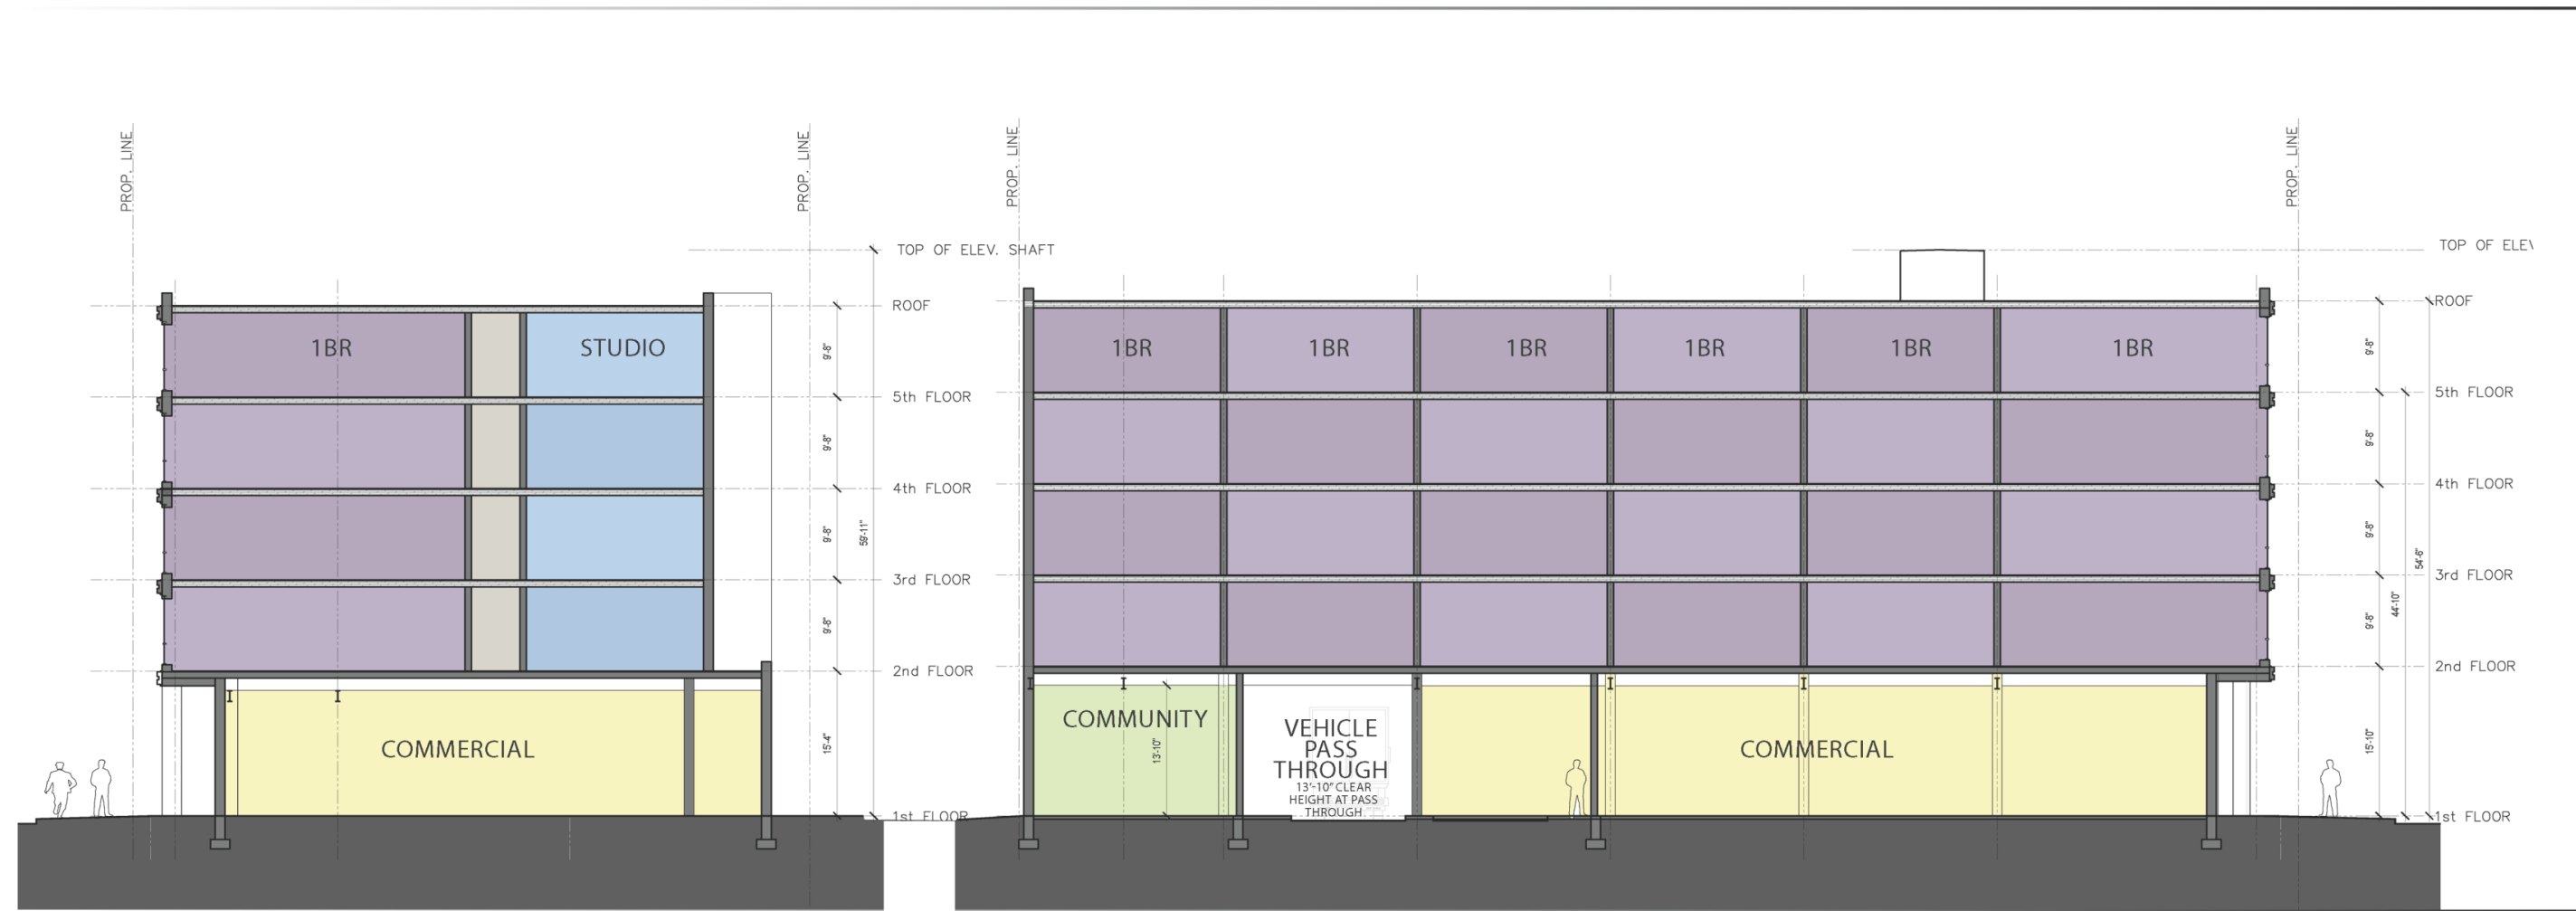 PROP. LINE
PROP. LINE
PROP. LINE
PROP. LINE
TOP OF ELEV. SHAFT
ROOF
1BR
STUDIO
9'-8"
5th FLOOR
9'-8"
4th FLOOR
9'-8"
59'-11"
3rd FLOOR
9'-8"
2nd FLOOR
COMMERCIAL
15'-4"
1st FLOOR
TOP OF ELEV
ROOF
1BR
1BR
1BR
1BR
1BR
1BR
9'-8"
5th FLOOR
9'-8"
4th FLOOR
9'-8"
54'-6"
3rd FLOOR
9'-8"
44'-10"
2nd FLOOR
COMMUNITY
13'-10"
VEHICLE
PASS
THROUGH
13'-10" CLEAR
HEIGHT AT PASS
THROUGH
COMMERCIAL
15'-10"
1st FLOOR